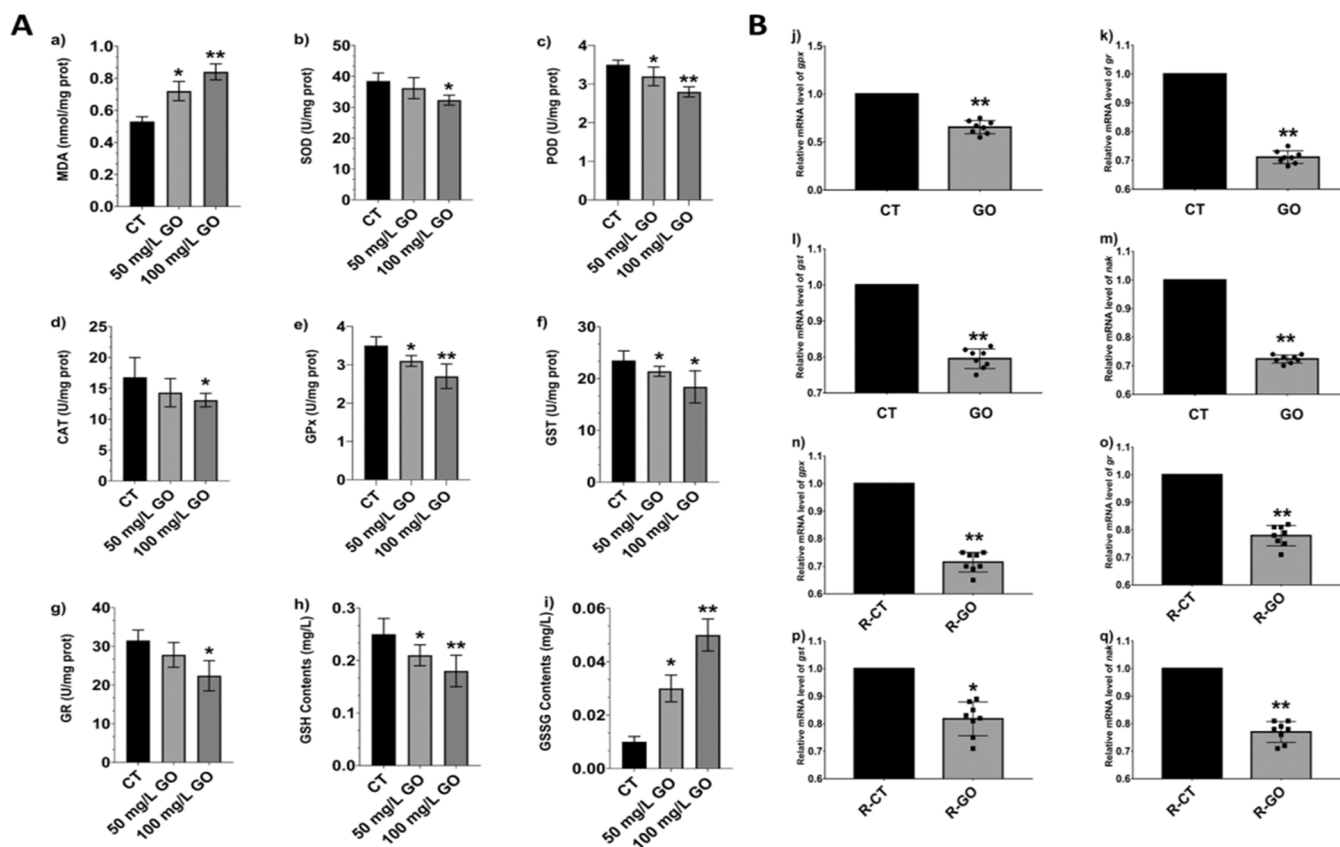 A
a)
MDA (nmol/mg prot)
1.0
0.8
0.6
0.4
0.2
0.0
*
**
CT
50 mg/L GO
100 mg/L GO
b)
SOD (U/mg prot)
50
40
30
20
10
0
*
CT
50 mg/L GO
100 mg/L GO
c)
POD (U/mg prot)
4
3
2
1
0
*
**
CT
50 mg/L GO
100 mg/L GO
d)
CAT (U/mg prot)
25
20
15
10
5
0
*
CT
50 mg/L GO
100 mg/L GO
e)
GPx (U/mg prot)
4
3
2
1
0
*
**
CT
50 mg/L GO
100 mg/L GO
f)
GST (U/mg prot)
30
20
10
0
*
*
CT
50 mg/L GO
100 mg/L GO
g)
GR (U/mg prot)
40
30
20
10
0
*
CT
50 mg/L GO
100 mg/L GO
h)
GSH Contents (mg/L)
0.3
0.2
0.1
0.0
*
**
CT
50 mg/L GO
100 mg/L GO
i)
GSSG Contents (mg/L)
0.06
0.04
0.02
0.00
*
**
CT
50 mg/L GO
100 mg/L GO
B
j)
Relative mRNA level of gpx
1.5
1.0
0.5
0.0
**
CT
GO
k)
Relative mRNA level of gr
1.1
1.0
0.9
0.8
0.7
0.6
**
CT
GO
l)
Relative mRNA level of gst
1.1
1.0
0.9
0.8
0.7
**
CT
GO
m)
Relative mRNA level of nak
1.1
1.0
0.9
0.8
0.7
0.6
**
CT
GO
n)
Relative mRNA level of gpx
1.1
1.0
0.9
0.8
0.7
0.6
**
R-CT
R-GO
o)
Relative mRNA level of gr
1.1
1.0
0.9
0.8
0.7
0.6
**
R-CT
R-GO
p)
Relative mRNA level of gst
1.1
1.0
0.9
0.8
0.7
0.6
*
R-CT
R-GO
q)
Relative mRNA level of nak
1.1
1.0
0.9
0.8
0.7
0.6
**
R-CT
R-GO